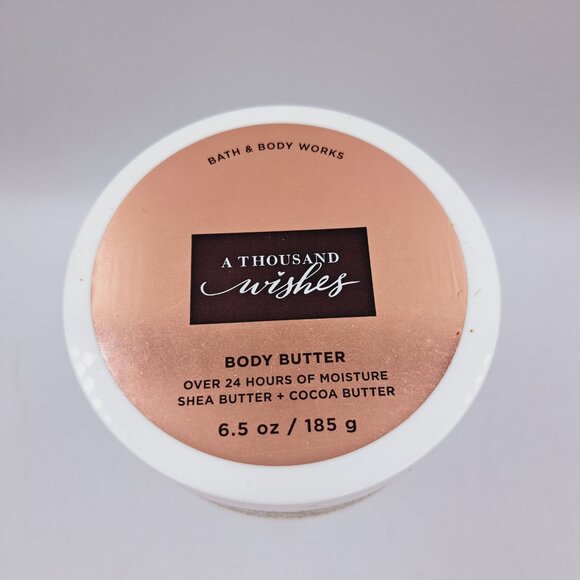 BATH & BODY WORKS
A THOUSAND
wishes
BODY BUTTER
OVER 24 HOURS OF MOISTURE
SHEA BUTTER + COCOA BUTTER
6.5 oz / 185 g